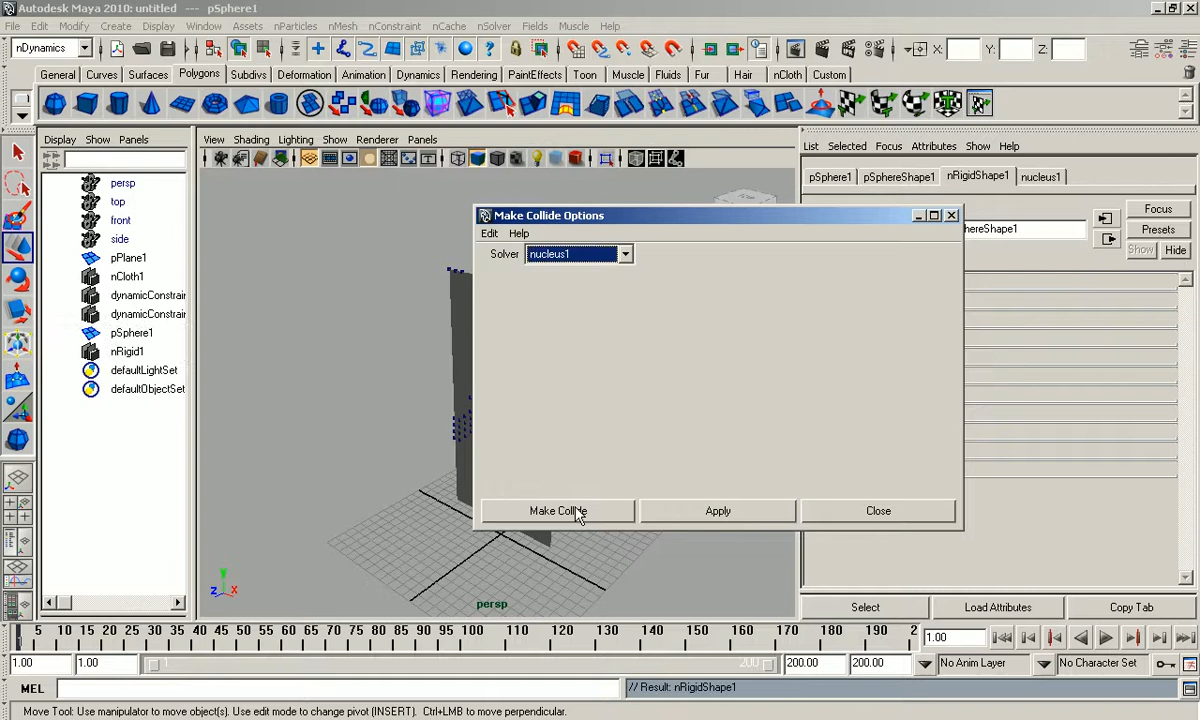 Autodesk Maya 2010: untitled --- pSphere1
File Edit Modify Create Display Window Assets nParticles nMesh nConstraint nCache nSolver Fields Muscle Help
nDynamics X: Y: Z:
General Curves Surfaces Polygons Subdivs Deformation Animation Dynamics Rendering PaintEffects Toon Muscle Fluids Fur Hair nCloth Custom
Display Show Panels
View Shading Lighting Show Renderer Panels
List Selected Focus Attributes Show Help
pSphere1 pSphereShape1 nRigidShape1 nucleus1
persp
top
front
side
pPlane1
nCloth1
dynamicConstrai
dynamicConstrai
pSphere1
nRigid1
defaultLightSet
defaultObjectSet
Make Collide Options
Edit Help
Solver nucleus1
Make Collide Apply Close
hereShape1
Focus
Presets
Show Hide
Y
Z X
persp
Select Load Attributes Copy Tab
5 10 15 20 25 30 35 40 45 50 55 60 65 70 75 80 85 90 95 100 110 120 130 140 150 160 170 180 190 2
1.00
1.00 1.00 1 200 200.00 200.00 No Anim Layer No Character Set
MEL // Result: nRigidShape1
Move Tool: Use manipulator to move object(s). Use edit mode to change pivot (INSERT). Ctrl+LMB to move perpendicular.